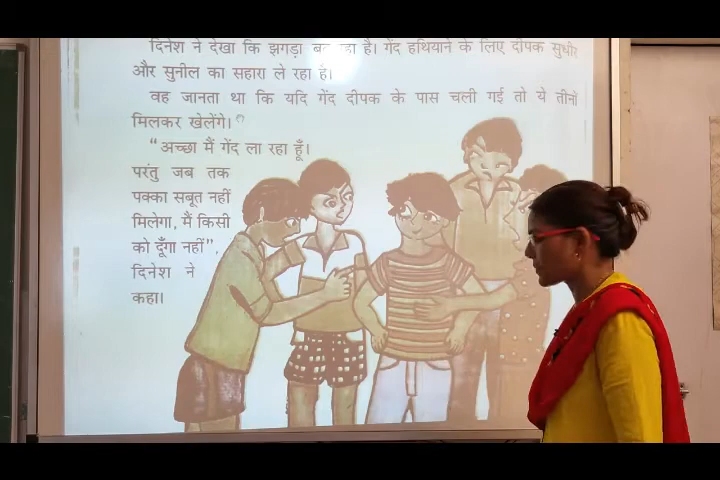 दिनेश ने देखा कि झगड़ा बढ़ रहा है। गेंद हथियाने के लिए दीपक सुधीर
और सुनील का सहारा ले रहा है।
वह जानता था कि यदि गेंद दीपक के पास चली गई तो ये तीनों
मिलकर खेलेंगे।
“अच्छा मैं गेंद ला रहा हूँ।
परंतु जब तक
पक्का सबूत नहीं
मिलेगा, मैं किसी
को दूँगा नहीं”,
दिनेश ने
कहा।